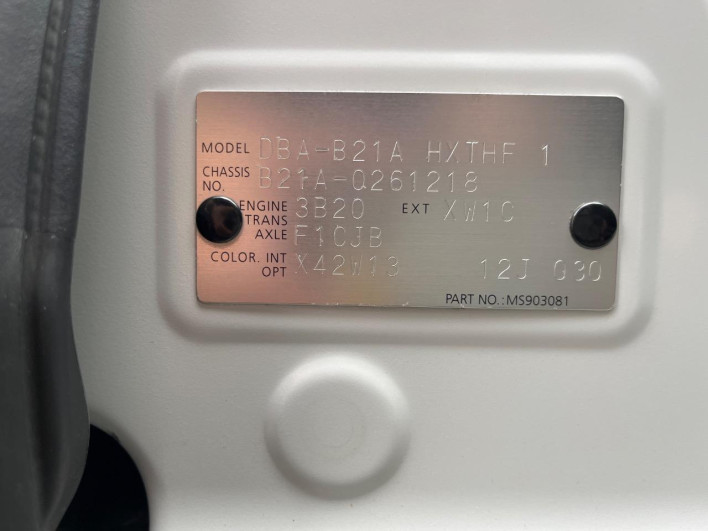 MODEL DBA-B21A HXTHF 1
CHASSIS NO. B21A-0261218
ENGINE 3B20 EXT XW1C
TRANS AXLE F1CJB
COLOR. INT OPT X42W13 12J 030
PART NO.:MS903081